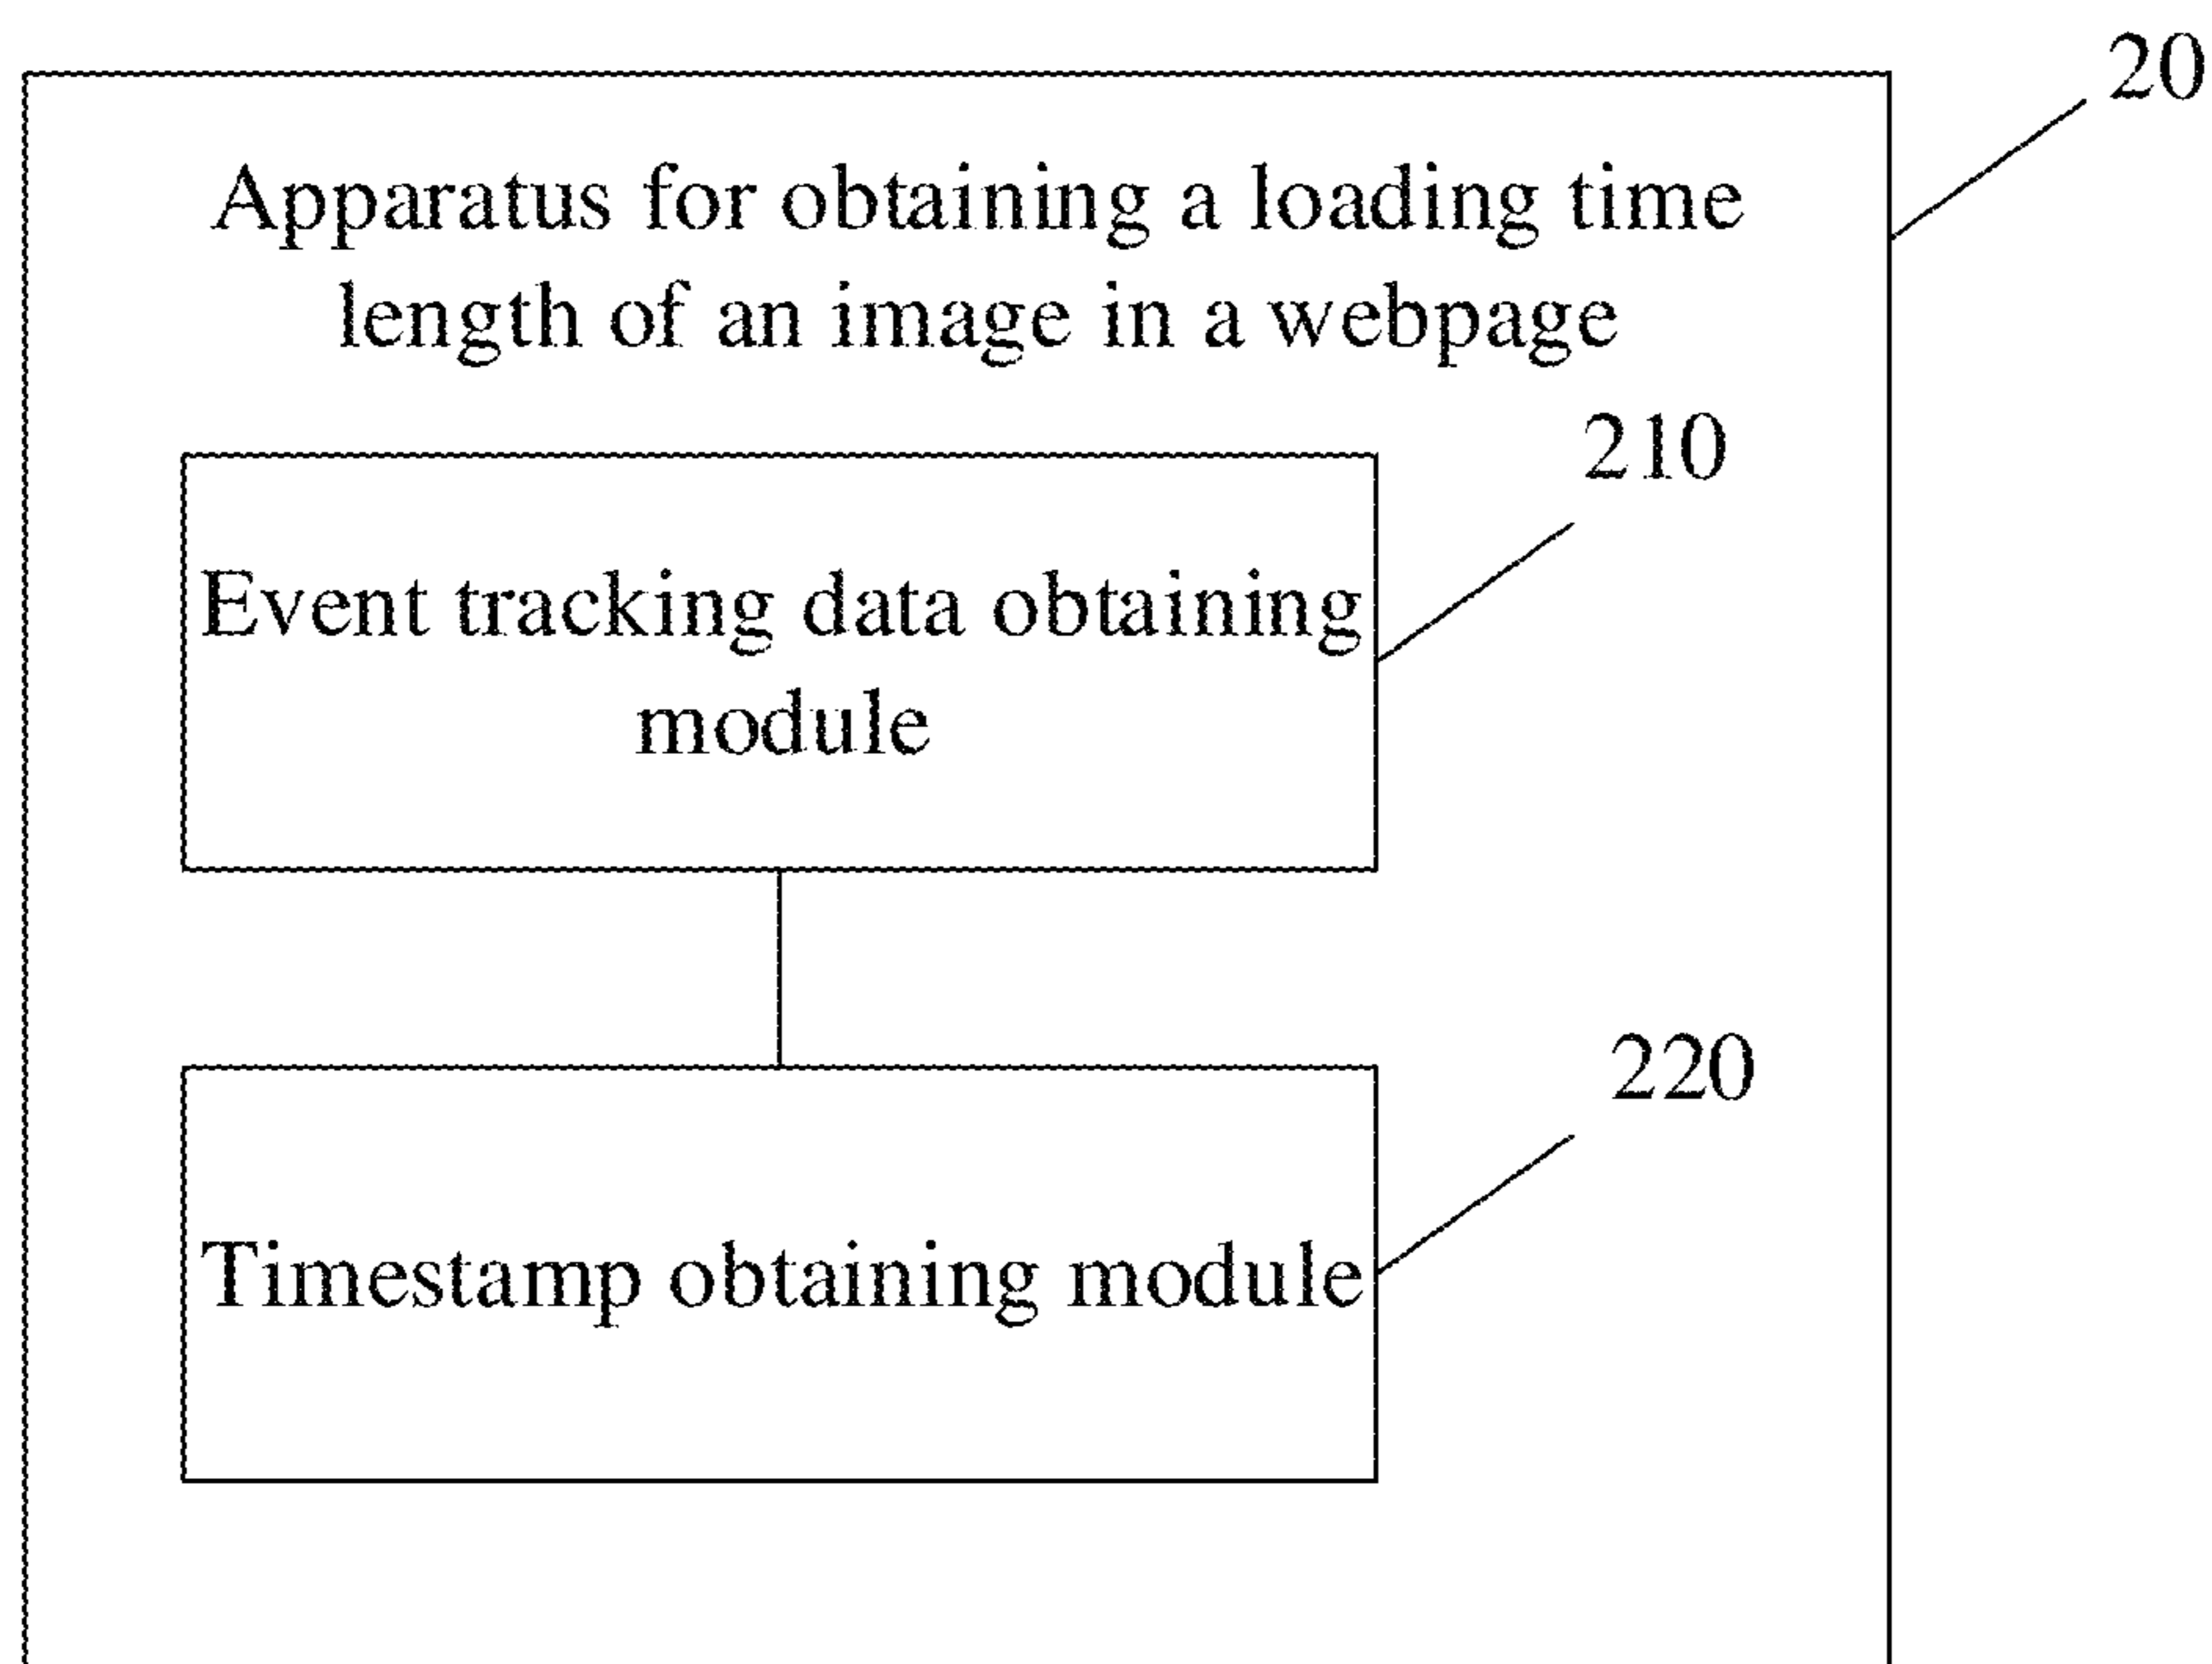 20
Apparatus for obtaining a loading time
length of an image in a webpage
210
Event tracking data obtaining
module
220
Timestamp obtaining module